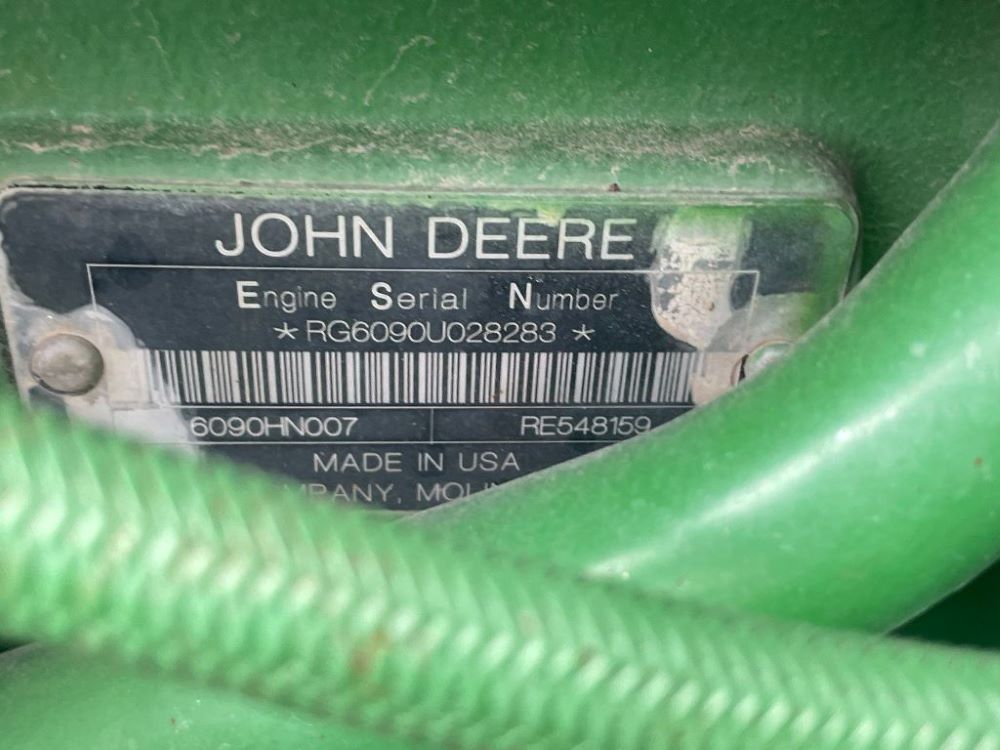 JOHN DEERE
Engine Serial Number
*RG6090U028283*
6090HN007 RE548159
MADE IN USA